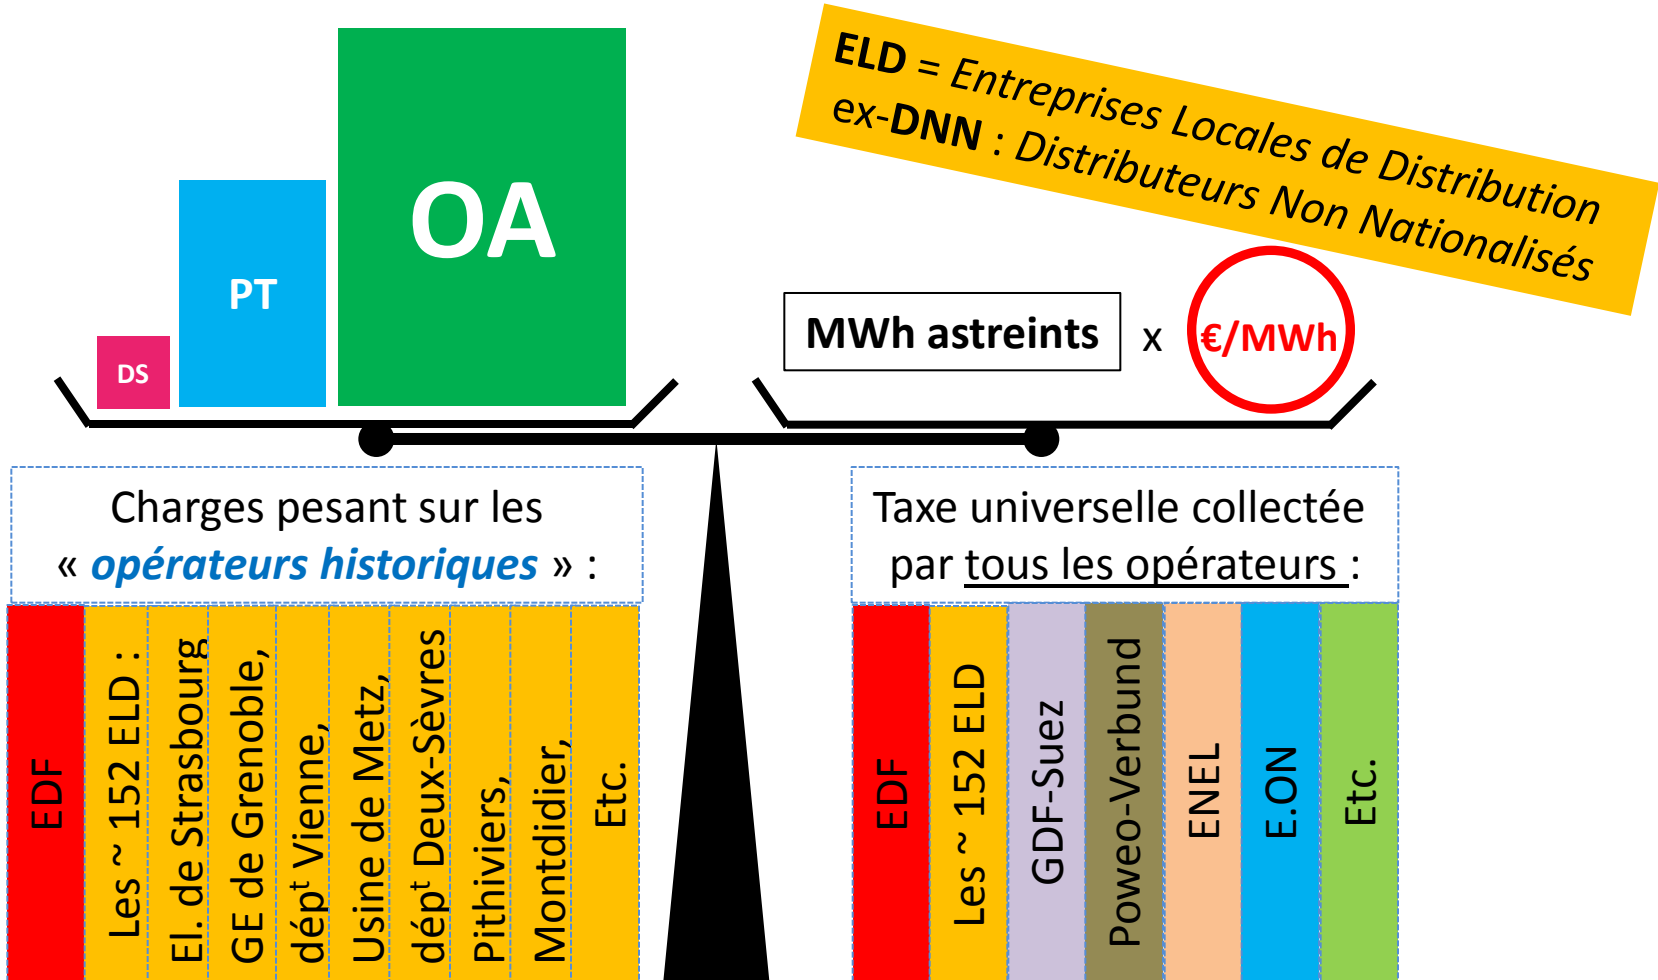 ELD = Entreprises Locales de Distribution
ex-DNN : Distributeurs Non Nationalisés
OA
PT
DS
MWh astreints x €/MWh
Charges pesant sur les
« opérateurs historiques » :
EDF
Les ~ 152 ELD :
El. de Strasbourg
GE de Grenoble,
dépᵗ Vienne,
Usine de Metz,
dépᵗ Deux-Sèvres
Pithiviers,
Montdidier,
Etc.
Taxe universelle collectée
par tous les opérateurs :
EDF
Les ~ 152 ELD
GDF-Suez
Poweo-Verbund
ENEL
E.ON
Etc.